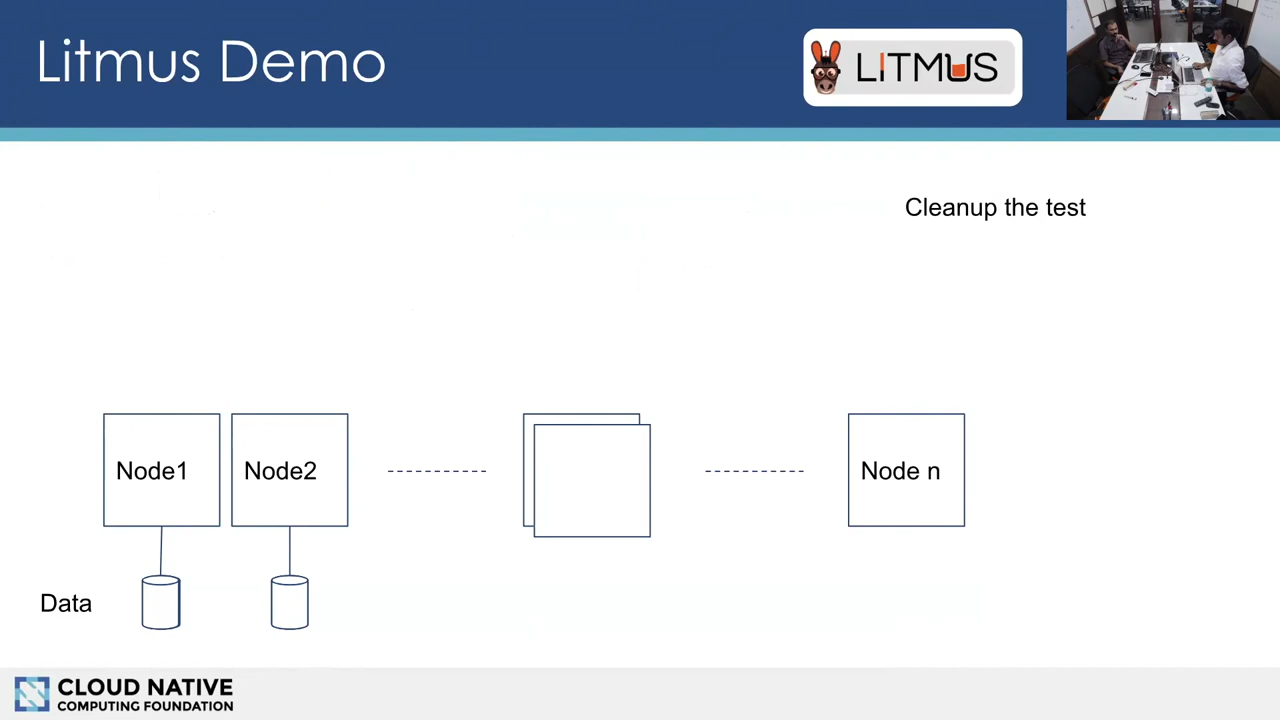 Litmus Demo
LITMUS
Cleanup the test
Node1
Node2
Node n
Data
CLOUD NATIVE
COMPUTING FOUNDATION